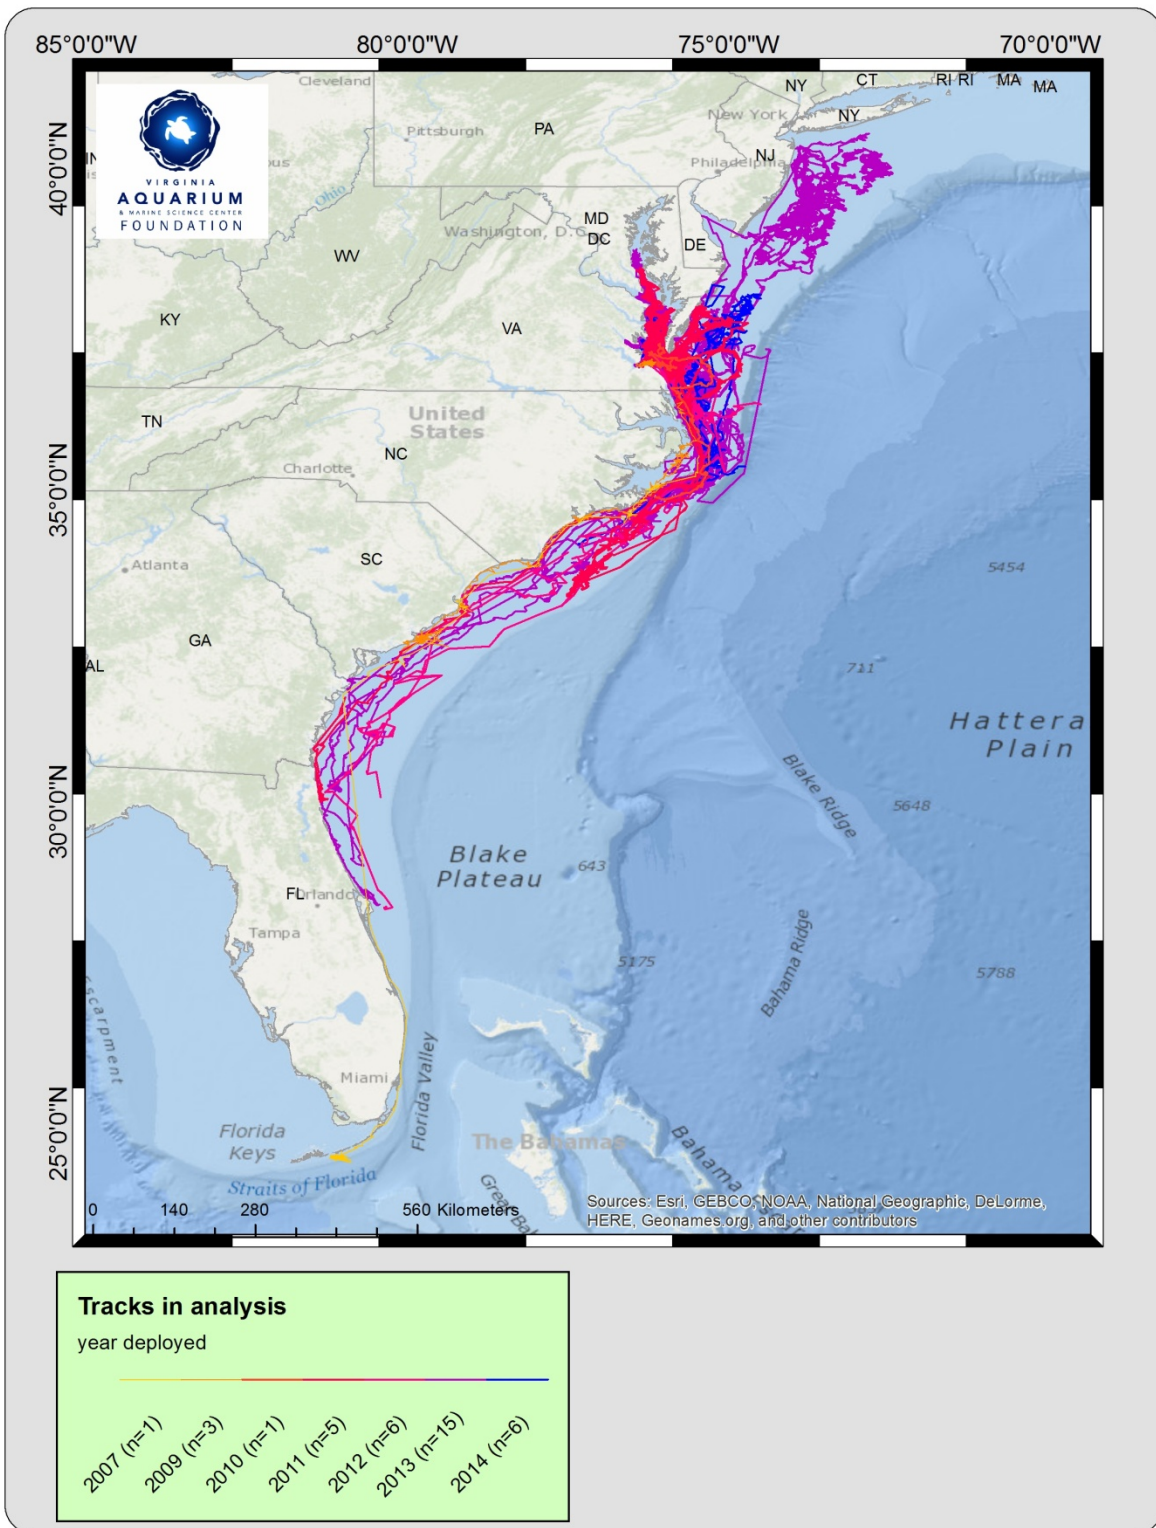 85°0'0"W
80°0'0"W
75°0'0"W
70°0'0"W
40°0'0"N
35°0'0"N
30°0'0"N
25°0'0"N
VIRGINIA
AQUARIUM
& MARINE SCIENCE CENTER
FOUNDATION
Cleveland
Pittsburgh
PA
NY
CT
RI
RI
MA
MA
New York
NY
NJ
Philadelphia
Ohio
MD
Washington, D.C.
DC
DE
WV
KY
VA
TN
United
States
NC
Charlotte
SC
Atlanta
GA
AL
5454
711
Hattera
Plain
Blake Ridge
5648
Blake
Plateau
643
FL
Orlando
Tampa
5175
Bahama Ridge
5788
scarpment
Miami
Florida Valley
Florida
Keys
The Bahamas
Straits of Florida
0 140 280 560 Kilometers
Sources: Esri, GEBCO, NOAA, National Geographic, DeLorme,
HERE, Geonames.org, and other contributors
Tracks in analysis
year deployed
2007 (n=1)
2009 (n=3)
2010 (n=1)
2011 (n=5)
2012 (n=6)
2013 (n=15)
2014 (n=6)